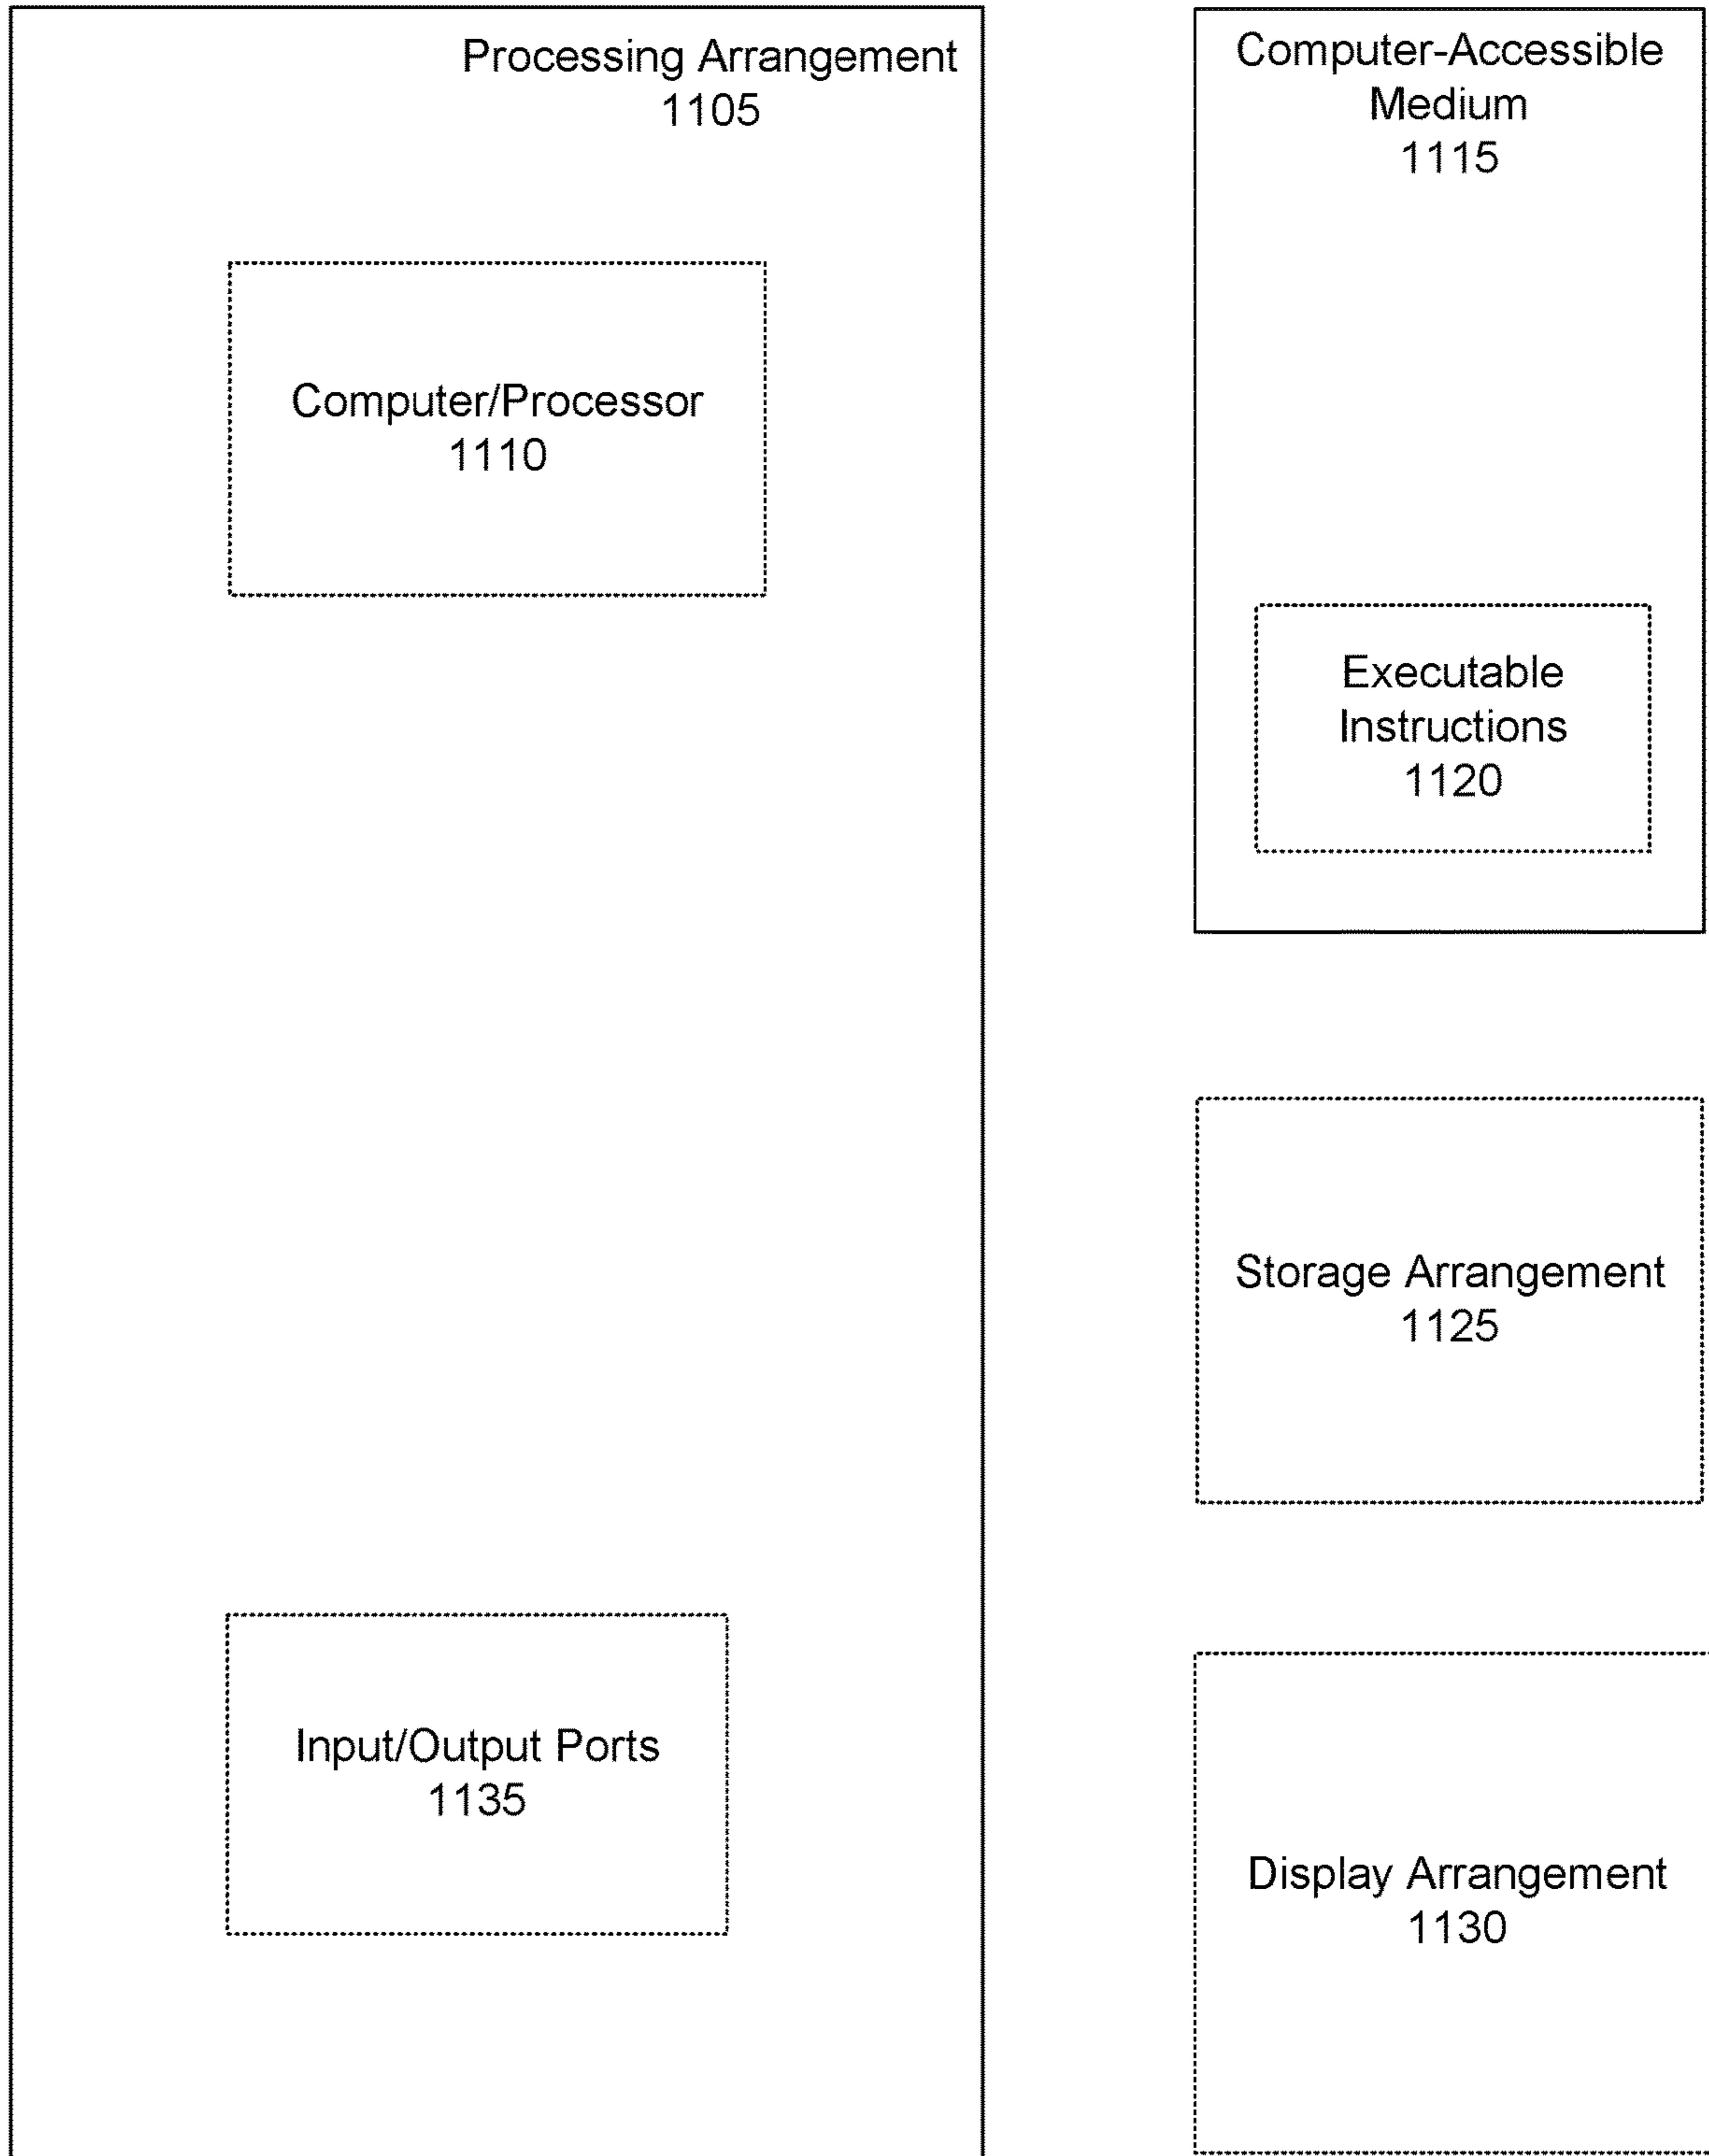 Processing Arrangement
1105
Computer/Processor
1110
Input/Output Ports
1135
Computer-Accessible
Medium
1115
Executable
Instructions
1120
Storage Arrangement
1125
Display Arrangement
1130